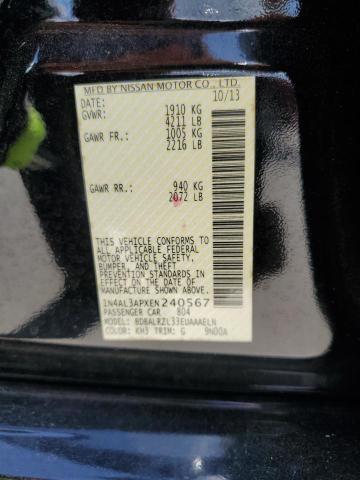 MFD BY NISSAN MOTOR CO., LTD.
DATE: 10/13
GVWR: 1910 KG
4211 LB
GAWR FR: 1005 KG
2216 LB
GAWR RR: 940 KG
2072 LB
THIS VEHICLE CONFORMS
TO ALL APPLICABLE FEDERAL
MOTOR VEHICLE SAFETY,
BUMPER, AND THEFT
PREVENTION STANDARDS
IN EFFECT ON THE DATE
OF MANUFACTURE SHOWN ABOVE.
1N4AL3APXEN240567
PASSENGER CAR 804
MODEL: BDBALRZL33EUAAAELN
COLOR: KH3 TRIM: G 9N00A